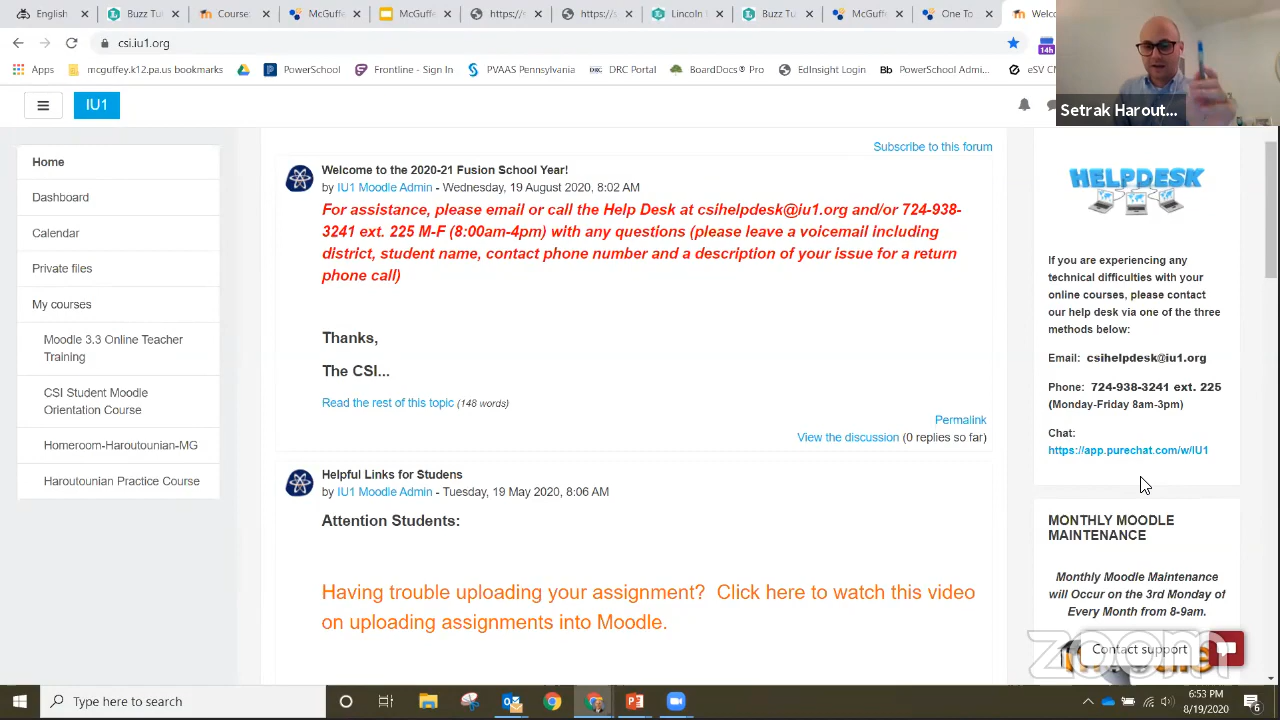 English
Buzz Tu
https://s
https://s
Lincoln
Buzz Tu
PowerSc
One To
csi.iu1.org
14h
Apps
mcguffey.k12.pa.us bookmarks
PowerSchool
Frontline - Sign In
PVAAS Pennsylvania
DRC Portal
BoardDocs® Pro
EdInsight Login
Bb
PowerSchool Admi...
eSV C
Setrak Harout...
IU1
Home
Dashboard
Calendar
Private files
My courses
Moodle 3.3 Online Teacher
Training
CSI Student Moodle
Orientation Course
Homeroom-Haroutounian-MG
Haroutounian Practice Course
Subscribe to this forum
Welcome to the 2020-21 Fusion School Year!
by IU1 Moodle Admin - Wednesday, 19 August 2020, 8:02 AM
For assistance, please email or call the Help Desk at csihelpdesk@iu1.org and/or 724-938-
3241 ext. 225 M-F (8:00am-4pm) with any questions (please leave a voicemail including
district, student name, contact phone number and a description of your issue for a return
phone call)
Thanks,
The CSI...
Read the rest of this topic (148 words)
Permalink
View the discussion (0 replies so far)
Helpful Links for Studens
by IU1 Moodle Admin - Tuesday, 19 May 2020, 8:06 AM
Attention Students:
Having trouble uploading your assignment? Click here to watch this video
on uploading assignments into Moodle.
HELPDESK
If you are experiencing any
technical difficulties with your
online courses, please contact
our help desk via one of the three
methods below:
Email: csihelpdesk@iu1.org
Phone: 724-938-3241 ext. 225
(Monday-Friday 8am-3pm)
Chat:
https://app.purechat.com/w/IU1
MONTHLY MOODLE
MAINTENANCE
Monthly Moodle Maintenance
will Occur on the 3rd Monday of
Every Month from 8-9am.
zoom
Contact support
Type here to search
6:53 PM
8/19/2020
6